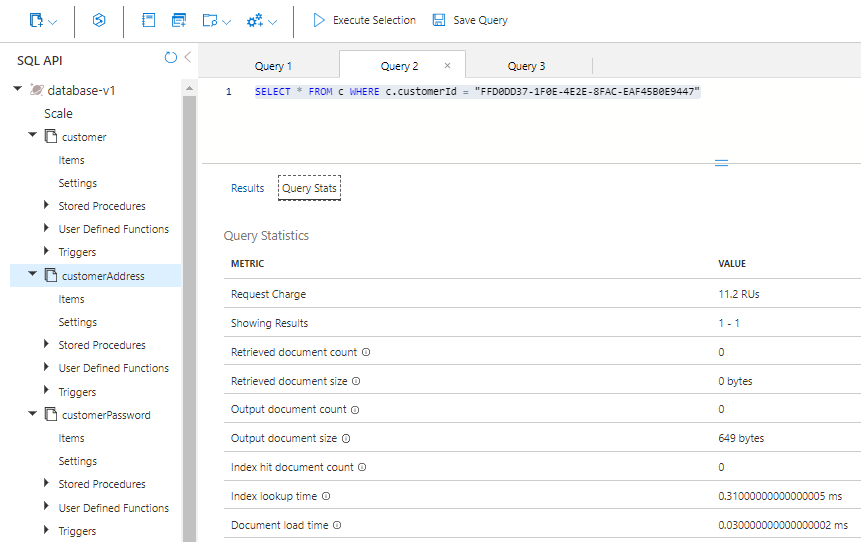 Execute Selection
Save Query
SQL API
database-v1
Scale
customer
Items
Settings
Stored Procedures
User Defined Functions
Triggers
customerAddress
Items
Settings
Stored Procedures
User Defined Functions
Triggers
customerPassword
Items
Settings
Stored Procedures
User Defined Functions
Triggers
Query 1
Query 2 ×
Query 3
1 SELECT * FROM c WHERE c.customerId = "FFD0DD37-1F0E-4E2E-8FAC-EAF45B0E9447"
Results
Query Stats
Query Statistics
METRIC VALUE
Request Charge 11.2 RUs
Showing Results 1 - 1
Retrieved document count 0
Retrieved document size 0 bytes
Output document count 0
Output document size 649 bytes
Index hit document count 0
Index lookup time 0.31000000000000005 ms
Document load time 0.030000000000000002 ms